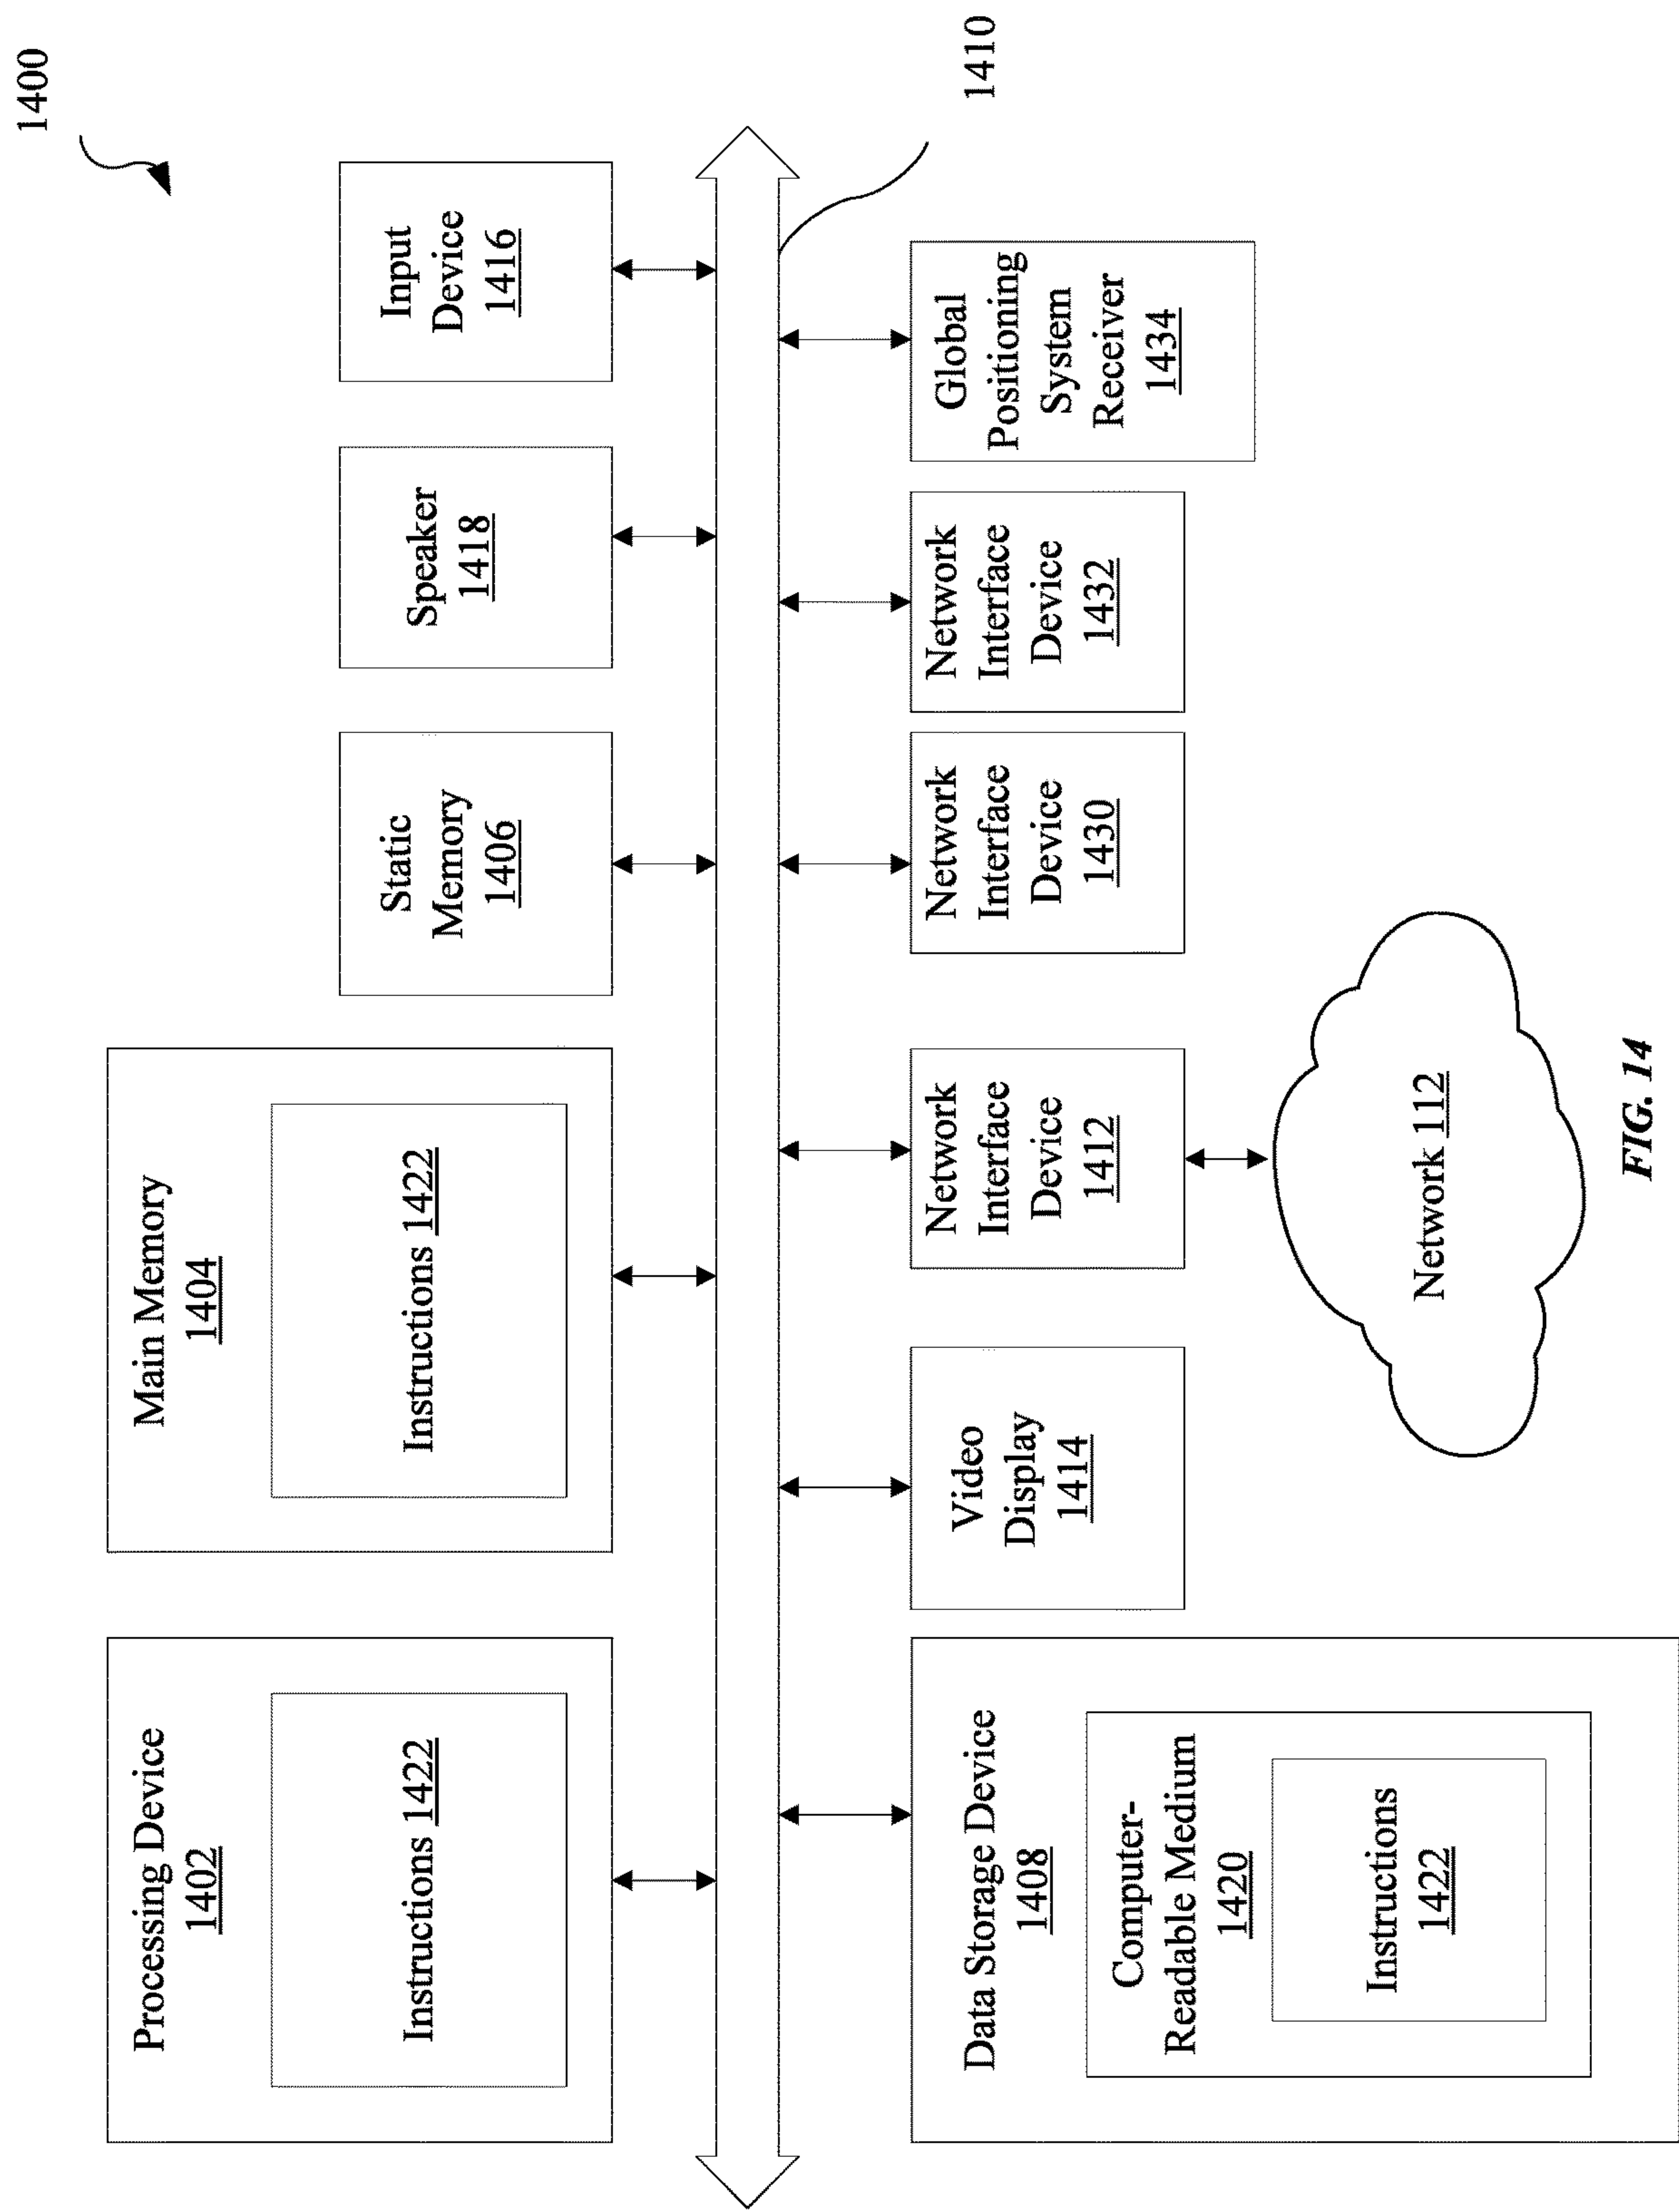 1400
Processing Device
1402
Instructions 1422
Main Memory
1404
Instructions 1422
Static
Memory
1406
Speaker
1418
Input
Device
1416
1410
Data Storage Device
1408
Computer-
Readable Medium
1420
Instructions
1422
Video
Display
1414
Network
Interface
Device
1412
Network
Interface
Device
1430
Network
Interface
Device
1432
Global
Positioning
System
Receiver
1434
Network 112
FIG. 14